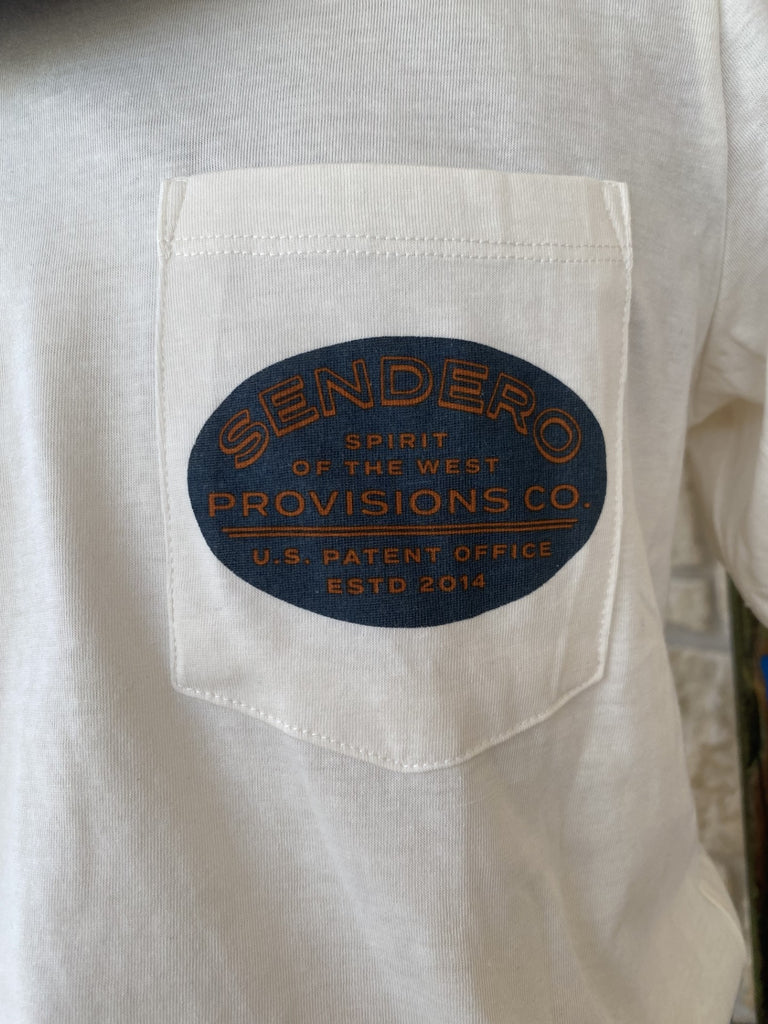 SENDERO
SPIRIT
OF THE WEST
PROVISIONS CO.
U.S. PATENT OFFICE
ESTD 2014